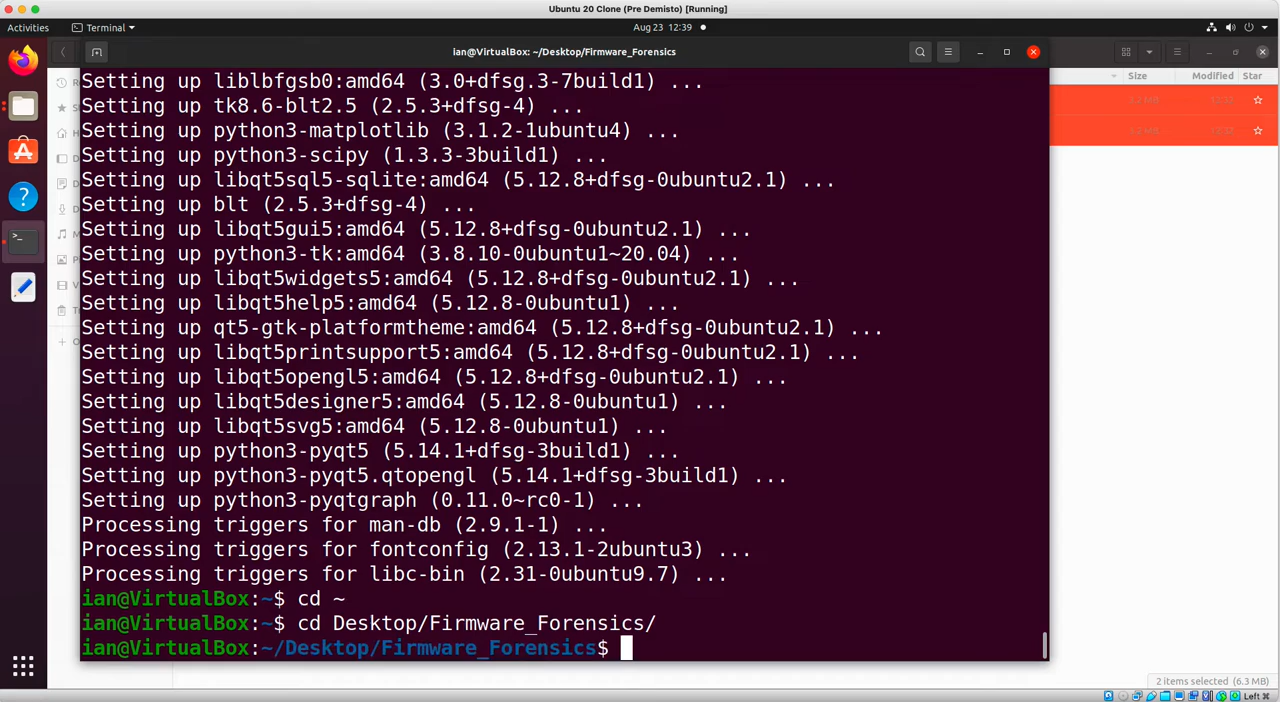 Ubuntu 20 Clone (Pre Demisto) [Running]
Activities
Terminal
Aug 23 12:39
ian@VirtualBox: ~/Desktop/Firmware_Forensics
Size
Modified
Star
Setting up liblbfgsb0:amd64 (3.0+dfsg.3-7build1) ...
Setting up tk8.6-blt2.5 (2.5.3+dfsg-4) ...
Setting up python3-matplotlib (3.1.2-1ubuntu4) ...
Setting up python3-scipy (1.3.3-3build1) ...
Setting up libqt5sql5-sqlite:amd64 (5.12.8+dfsg-0ubuntu2.1) ...
Setting up blt (2.5.3+dfsg-4) ...
Setting up libqt5gui5:amd64 (5.12.8+dfsg-0ubuntu2.1) ...
Setting up python3-tk:amd64 (3.8.10-0ubuntu1~20.04) ...
Setting up libqt5widgets5:amd64 (5.12.8+dfsg-0ubuntu2.1) ...
Setting up libqt5help5:amd64 (5.12.8-0ubuntu1) ...
Setting up qt5-gtk-platformtheme:amd64 (5.12.8+dfsg-0ubuntu2.1) ...
Setting up libqt5printsupport5:amd64 (5.12.8+dfsg-0ubuntu2.1) ...
Setting up libqt5opengl5:amd64 (5.12.8+dfsg-0ubuntu2.1) ...
Setting up libqt5designer5:amd64 (5.12.8-0ubuntu1) ...
Setting up libqt5svg5:amd64 (5.12.8-0ubuntu1) ...
Setting up python3-pyqt5 (5.14.1+dfsg-3build1) ...
Setting up python3-pyqt5.qtopengl (5.14.1+dfsg-3build1) ...
Setting up python3-pyqtgraph (0.11.0~rc0-1) ...
Processing triggers for man-db (2.9.1-1) ...
Processing triggers for fontconfig (2.13.1-2ubuntu3) ...
Processing triggers for libc-bin (2.31-0ubuntu9.7) ...
ian@VirtualBox:~$ cd ~
ian@VirtualBox:~$ cd Desktop/Firmware_Forensics/
ian@VirtualBox:~/Desktop/Firmware_Forensics$
2 items selected (6.3 MB)
Left ⌘